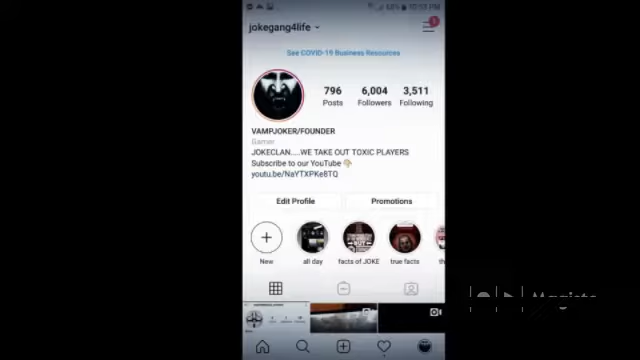 jokegang4life
See COVID-19 Business Resources
796 6,004 3,511
Posts Followers Following
VAMPJOKER/FOUNDER
Gamer
JOKECLAN.....WE TAKE OUT TOXIC PLAYERS
Subscribe to our YouTube
youtu.be/NaYTXPKe8TQ
Edit Profile Promotions
New all day facts of JOKE true facts
Magisto